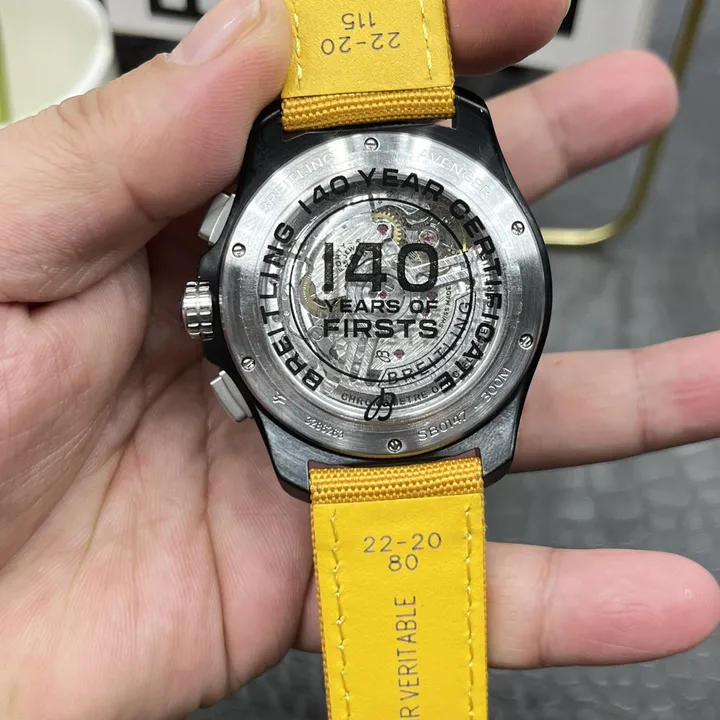 22-20
115
BREITLING AVENGER
BREITLING 140 YEAR CERTIFICATE
140
YEARS OF
FIRSTS
BREITLING
CHRONOMETRE
SB0147 - 300M
22-20
80
VERITABLE